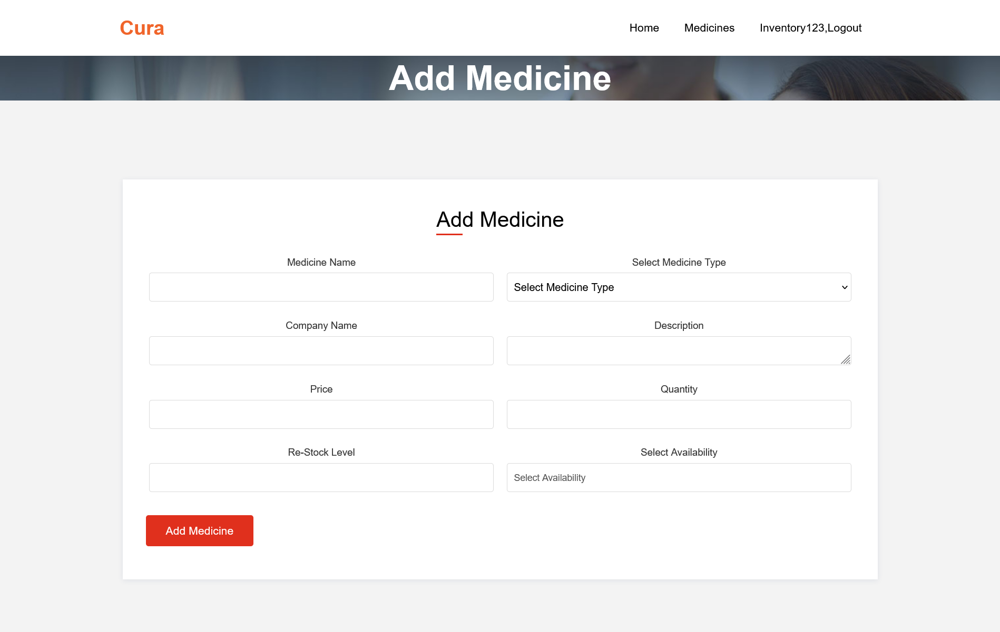 Cura
Home Medicines Inventory123,Logout
Add Medicine
Add Medicine
Medicine Name
Select Medicine Type
Select Medicine Type
Company Name
Description
Price
Quantity
Re-Stock Level
Select Availability
Select Availability
Add Medicine